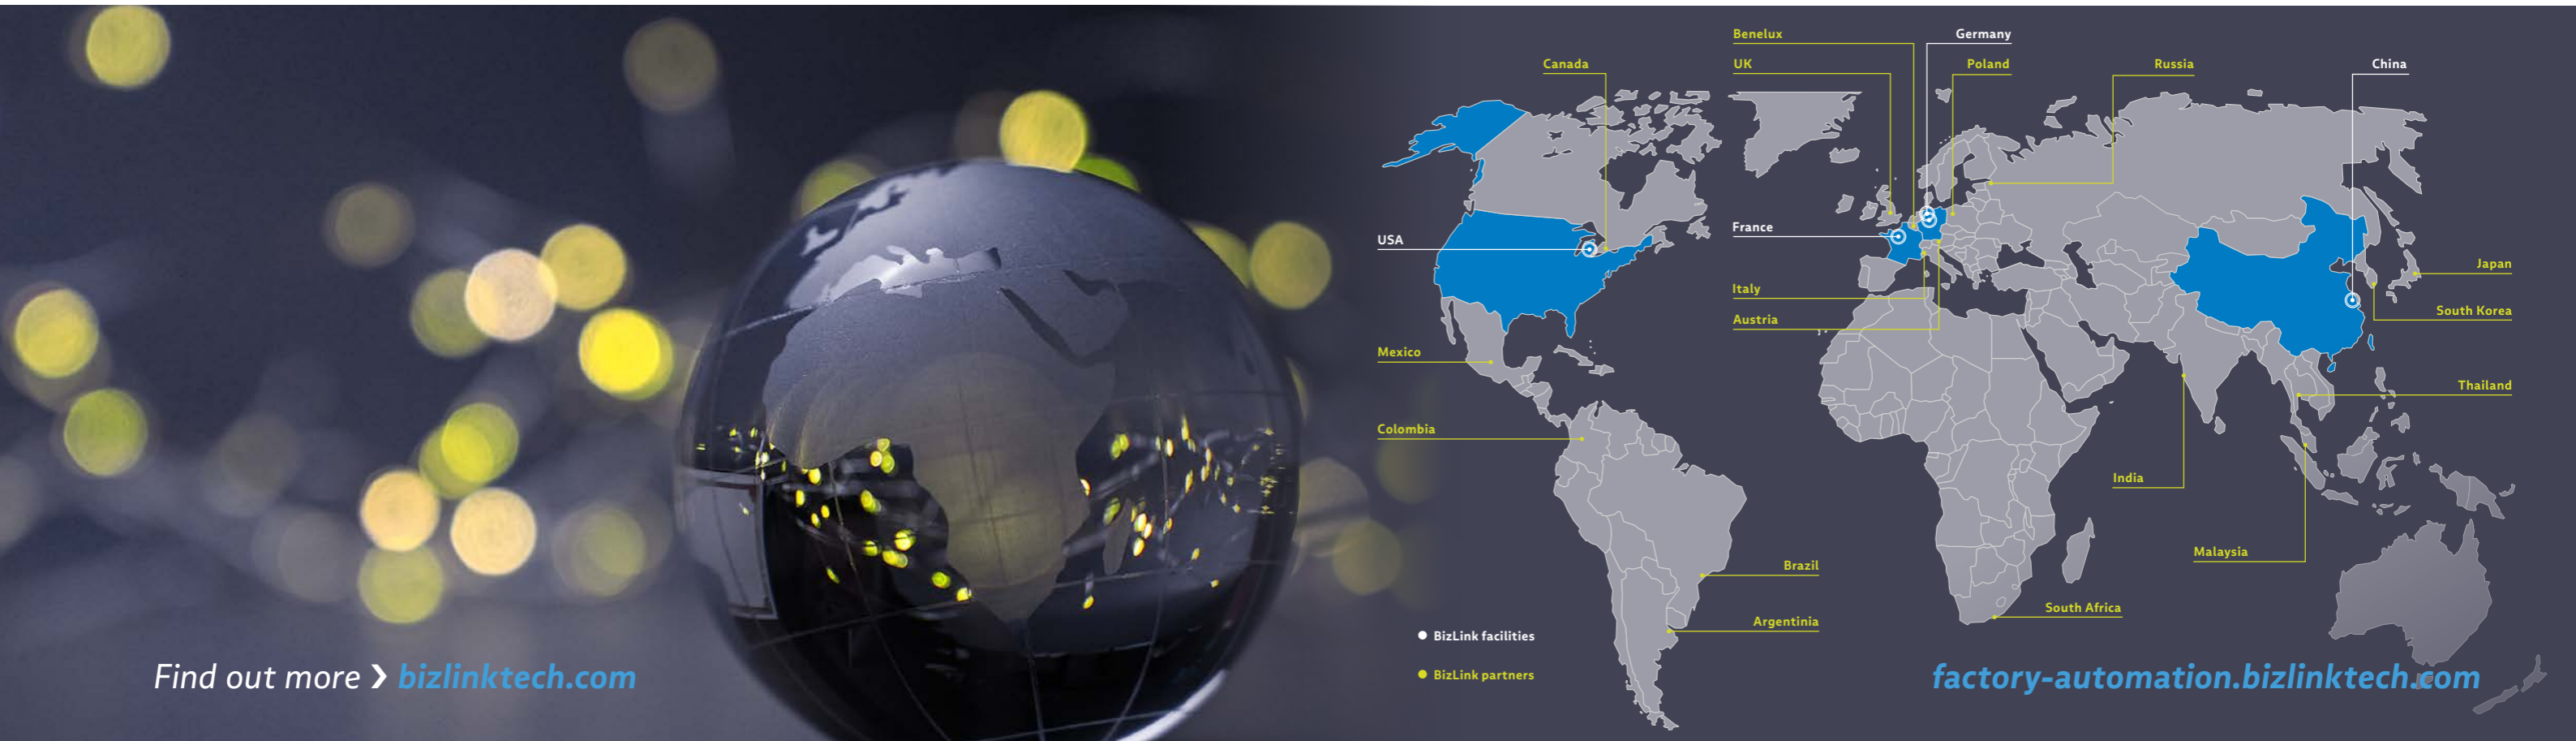 Benelux
Germany
Canada
UK
Poland
Russia
China
USA
France
Japan
Italy
South Korea
Austria
Mexico
Thailand
Colombia
India
Malaysia
Brazil
South Africa
Argentinia
BizLink facilities
BizLink partners
Find out more ❯ bizlinktech.com
factory-automation.bizlinktech.com